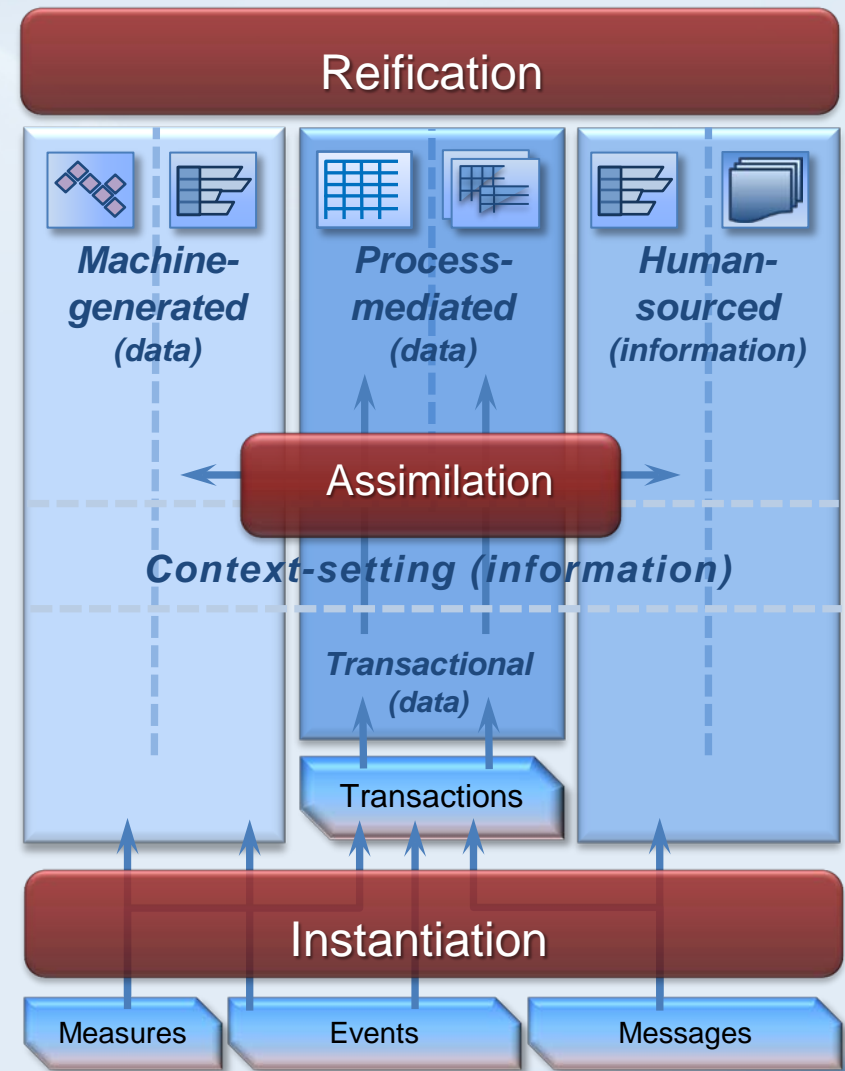 Reification
Machine-
generated
(data)
Process-
mediated
(data)
Human-
sourced
(information)
Assimilation
Context-setting (information)
Transactional
(data)
Transactions
Instantiation
Measures
Events
Messages